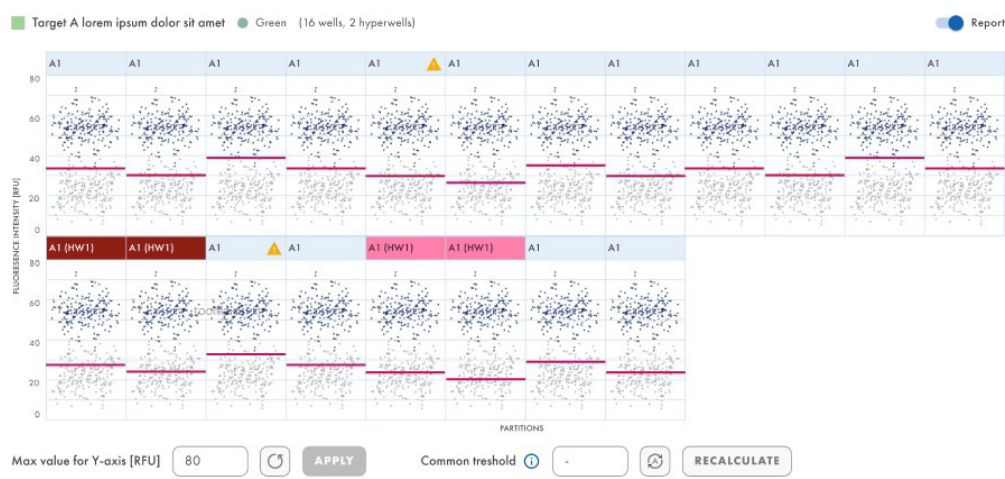 Target A lorem ipsum dolor sit amet Green (16 wells, 2 hyperwells) Report
A1 A1 A1 A1 A1 A1 A1 A1 A1 A1 A1 A1
80
60
40
20
0
FLUORESENCE INTENSITY [RFU]
A1 (HW1) A1 (HW1) A1 A1 A1 (HW1) A1 (HW1) A1 A1
80
60
40
20
0
PARTITIONS
Max value for Y-axis [RFU] 80 APPLY Common treshold - A RECALCULATE